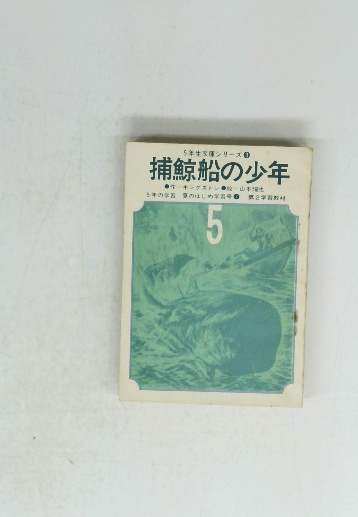 5年生文庫シリーズ③
捕鯨船の少年
●作―キングストン●絵 山本耀也
5年の学習 夏のはじめ学習号② 第2学習教材
5